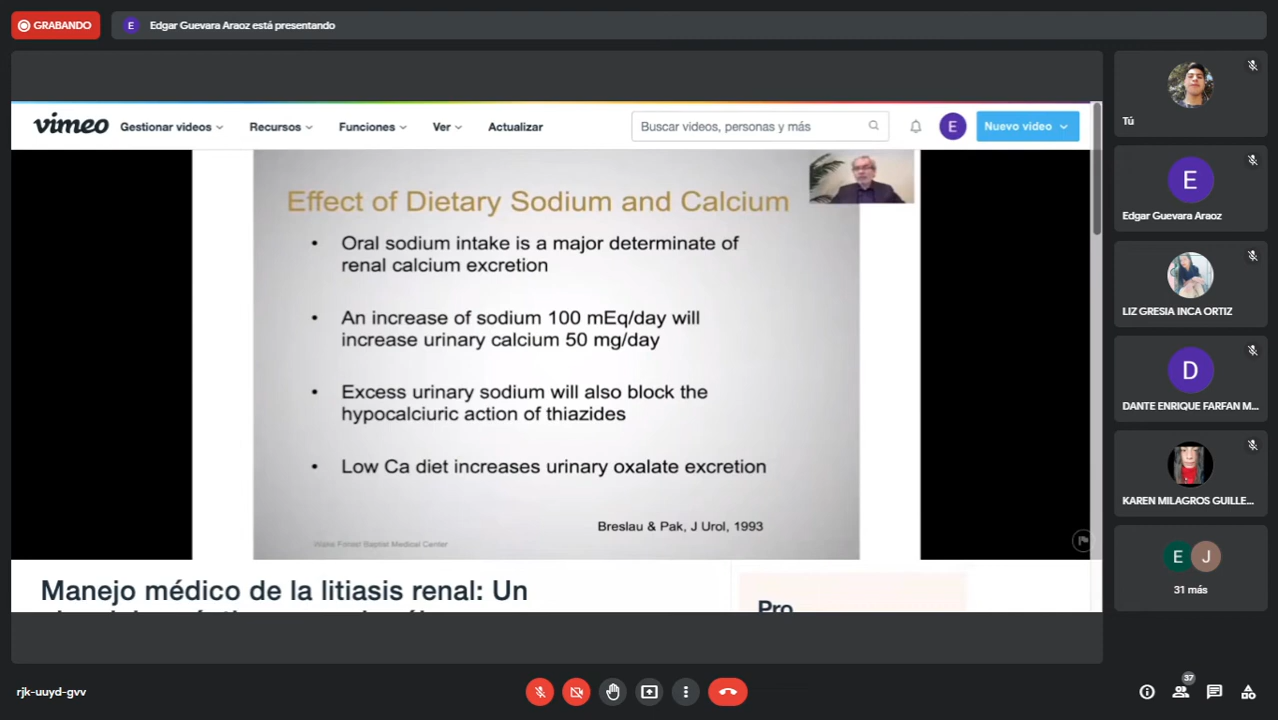 GRABANDO
E
Edgar Guevara Araoz está presentando
vimeo
Gestionar videos
Recursos
Funciones
Ver
Actualizar
Buscar videos, personas y más
E
Nuevo video
Effect of Dietary Sodium and Calcium
• Oral sodium intake is a major determinate of
renal calcium excretion
• An increase of sodium 100 mEq/day will
increase urinary calcium 50 mg/day
• Excess urinary sodium will also block the
hypocalciuric action of thiazides
• Low Ca diet increases urinary oxalate excretion
Breslau & Pak, J Urol, 1993
Wake Forest Baptist Medical Center
Manejo médico de la litiasis renal: Un
Pro
Tú
E
Edgar Guevara Araoz
LIZ GRESIA INCA ORTIZ
D
DANTE ENRIQUE FARFAN M...
KAREN MILAGROS GUILLE...
E J
31 más
rjk-uuyd-gvv
37